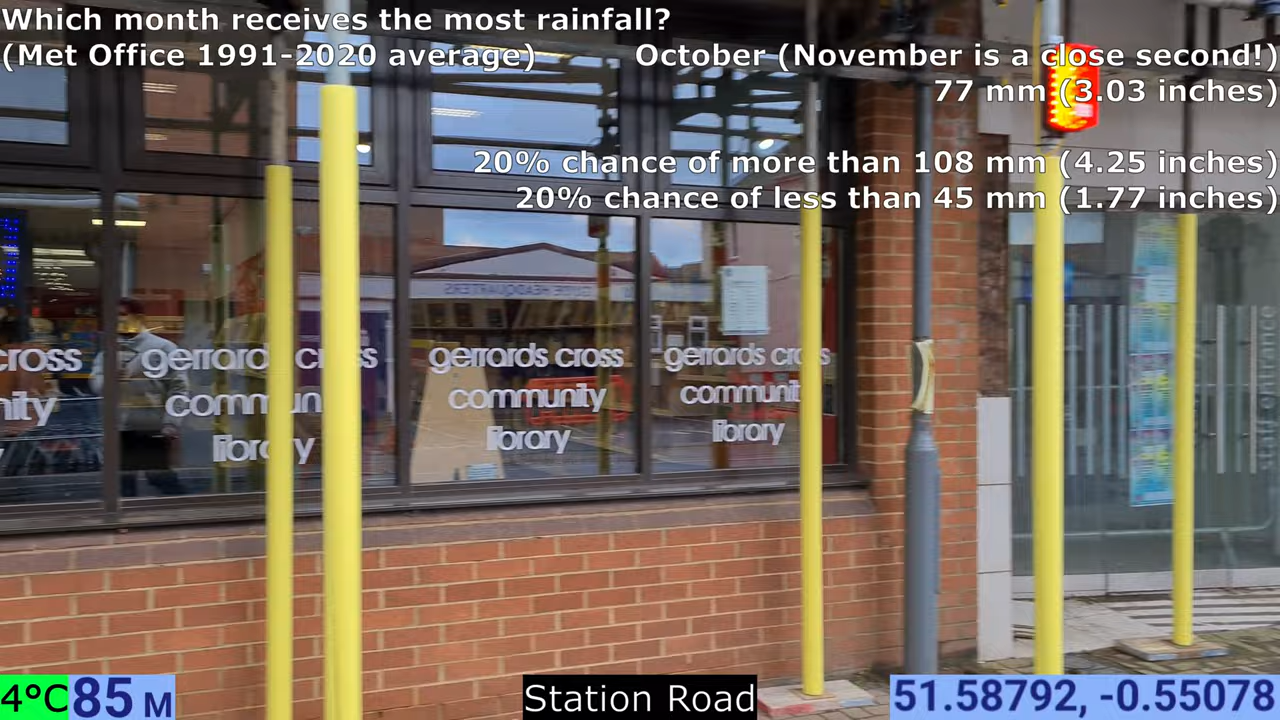 Which month receives the most rainfall?
(Met Office 1991-2020 average)
October (November is a close second!)
77 mm (3.03 inches)
20% chance of more than 108 mm (4.25 inches)
20% chance of less than 45 mm (1.77 inches)
GUIDE HEADQUARTERS
cross
gerrards cross
gerrards cross
gerrards cross
community
community
community
library
library
library
staff entrance
4°C
85 M
Station Road
51.58792, -0.55078